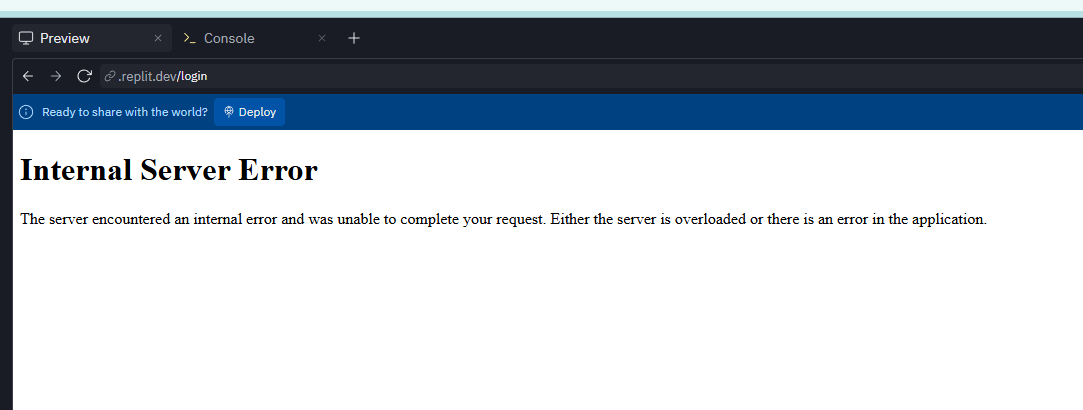 Preview
Console
.replit.dev/login
Ready to share with the world? Deploy
Internal Server Error
The server encountered an internal error and was unable to complete your request. Either the server is overloaded or there is an error in the application.